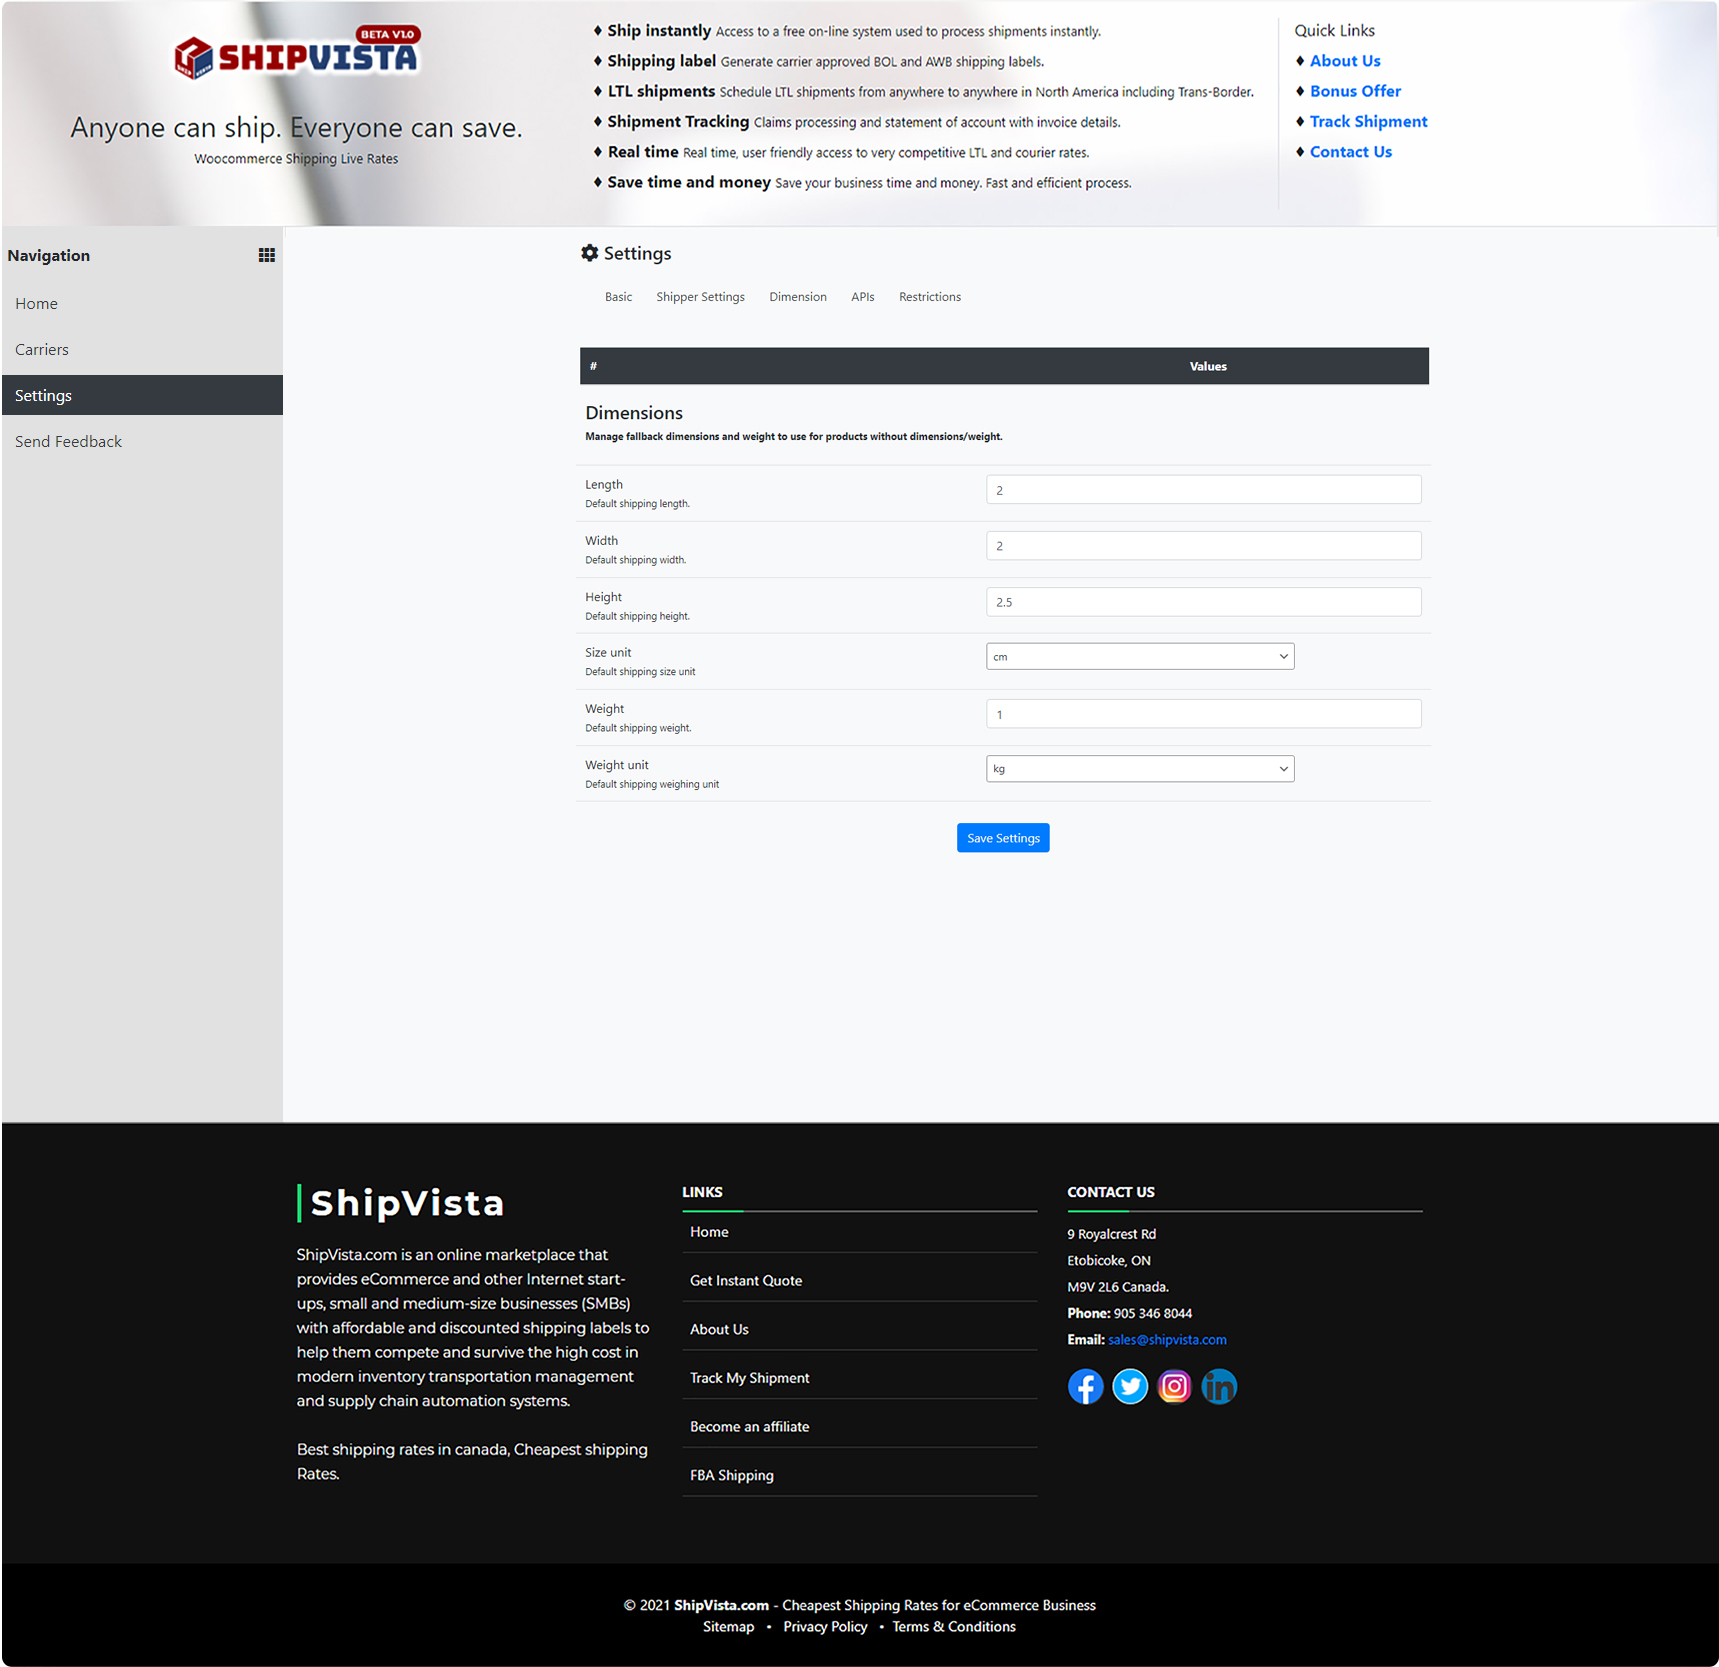 BETA V1.0
SHIPVISTA
Anyone can ship. Everyone can save.
Woocommerce Shipping Live Rates
♦ Ship instantly Access to a free on-line system used to process shipments instantly.
♦ Shipping label Generate carrier approved BOL and AWB shipping labels.
♦ LTL shipments Schedule LTL shipments from anywhere to anywhere in North America including Trans-Border.
♦ Shipment Tracking Claims processing and statement of account with invoice details.
♦ Real time Real time, user friendly access to very competitive LTL and courier rates.
♦ Save time and money Save your business time and money. Fast and efficient process.
Quick Links
♦ About Us
♦ Bonus Offer
♦ Track Shipment
♦ Contact Us
Navigation
Home
Carriers
Settings
Send Feedback
Settings
Basic Shipper Settings Dimension APIs Restrictions
# Values
Dimensions
Manage fallback dimensions and weight to use for products without dimensions/weight.
Length
Default shipping length.
2
Width
Default shipping width.
2
Height
Default shipping height.
2.5
Size unit
Default shipping size unit
cm
Weight
Default shipping weight.
1
Weight unit
Default shipping weighing unit
kg
Save Settings
ShipVista
ShipVista.com is an online marketplace that
provides eCommerce and other Internet start-
ups, small and medium-size businesses (SMBs)
with affordable and discounted shipping labels to
help them compete and survive the high cost in
modern inventory transportation management
and supply chain automation systems.
Best shipping rates in canada, Cheapest shipping
Rates.
LINKS
Home
Get Instant Quote
About Us
Track My Shipment
Become an affiliate
FBA Shipping
CONTACT US
9 Royalcrest Rd
Etobicoke, ON
M9V 2L6 Canada.
Phone: 905 346 8044
Email: sales@shipvista.com
© 2021 ShipVista.com - Cheapest Shipping Rates for eCommerce Business
Sitemap • Privacy Policy • Terms & Conditions